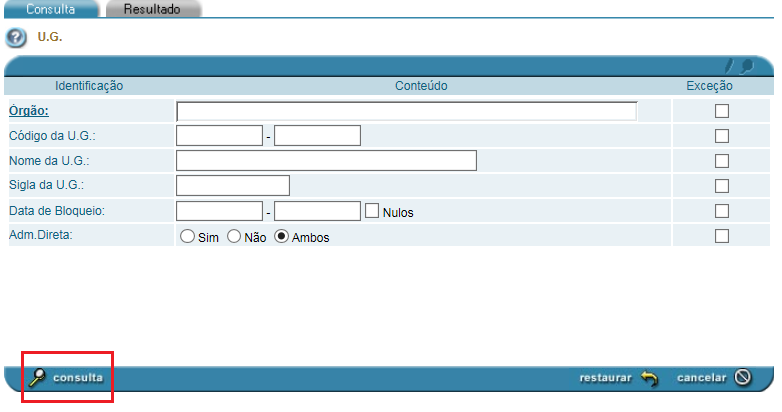 Consulta Resultado
U.G.
Identificação Conteúdo Exceção
Órgão:
Código da U.G.: -
Nome da U.G.:
Sigla da U.G.:
Data de Bloqueio: - Nulos
Adm.Direta: Sim Não Ambos
consulta restaurar cancelar